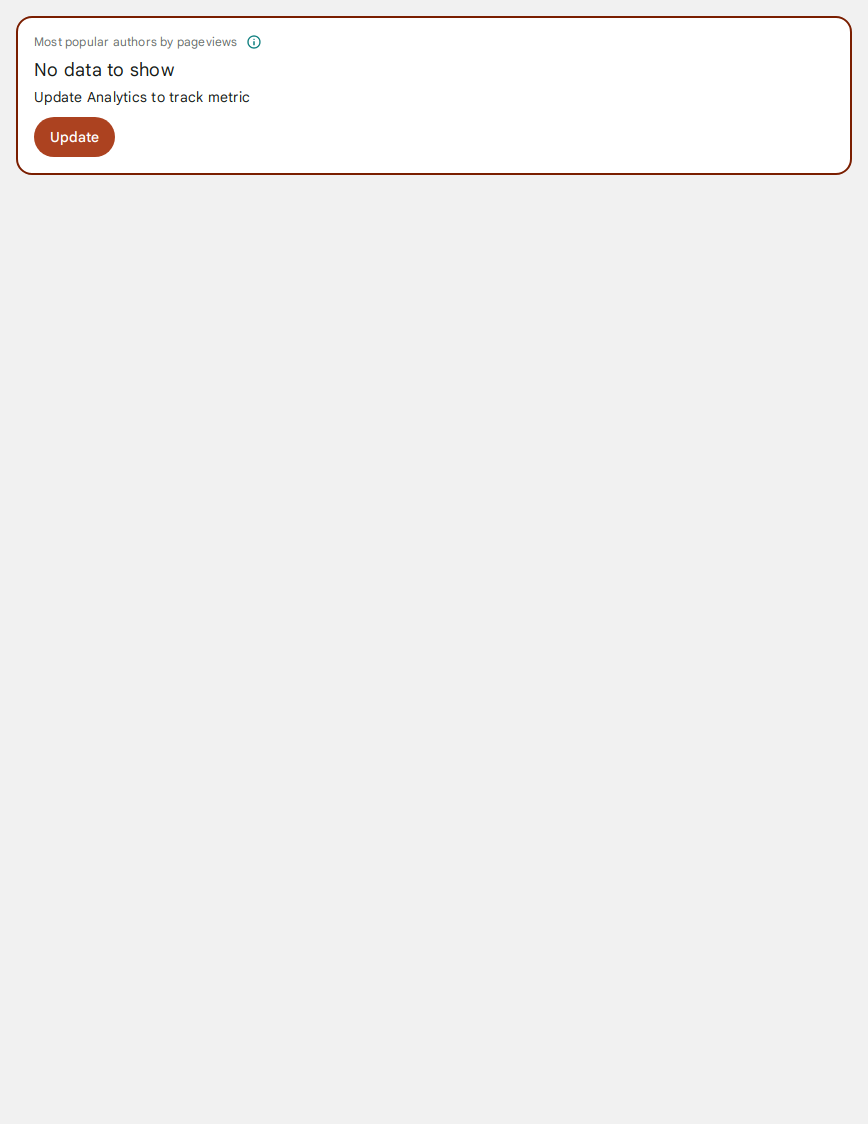 Most popular authors by pageviews
No data to show
Update Analytics to track metric
Update